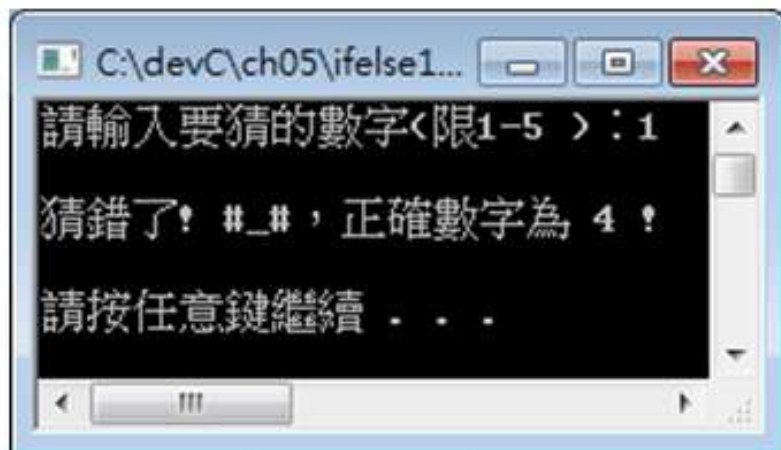 C:\devC\ch05\ifelse1...
請輸入要猜的數字(限1-5 )：1
猜錯了! #_#，正確數字為 4 !
請按任意鍵繼續 . . .